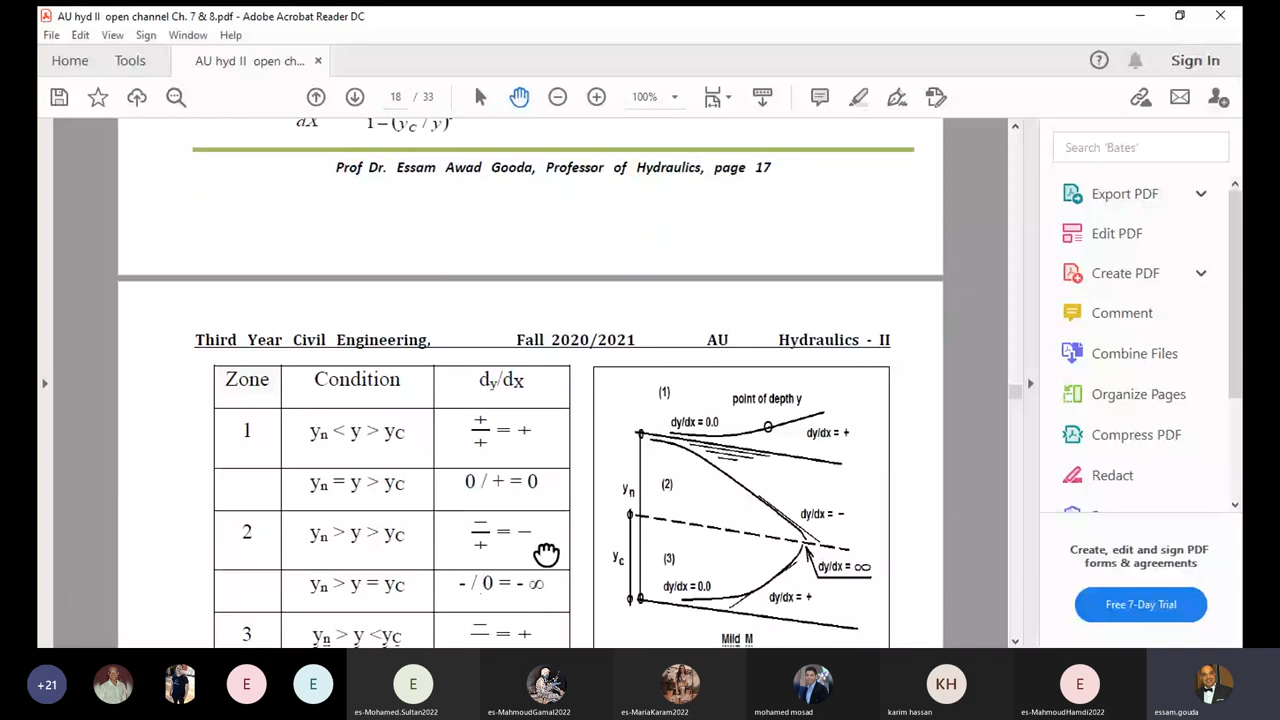 AU hyd II open channel Ch. 7 & 8.pdf - Adobe Acrobat Reader DC
File Edit View Sign Window Help
Home Tools AU hyd II open ch... × Sign In
18 / 33 100% Search 'Bates'
dX 1 − (yc / y)
Prof Dr. Essam Awad Gooda, Professor of Hydraulics, page 17
Third Year Civil Engineering, Fall 2020/2021 AU Hydraulics - II
Zone Condition dy/dx
1 yn < y > yc + / + = +
yn = y > yc 0 / + = 0
2 yn > y > yc − / + = −
yn > y = yc - / 0 = - ∞
3 yn > y <yc − = +
(1) point of depth y
dy/dx = 0.0 dy/dx = +
yn (2)
dy/dx = −
yc (3) dy/dx = ∞
dy/dx = 0.0 dy/dx = +
Mild M
Export PDF
Edit PDF
Create PDF
Comment
Combine Files
Organize Pages
Compress PDF
Redact
Create, edit and sign PDF
forms & agreements
Free 7-Day Trial
+21 E E E KH E
es-Mohamed.Sultan2022 es-MahmoudGamal2022 es-MariaKaram2022 mohamed mosad karim hassan es-MahmoudHamdi2022 essam.gouda